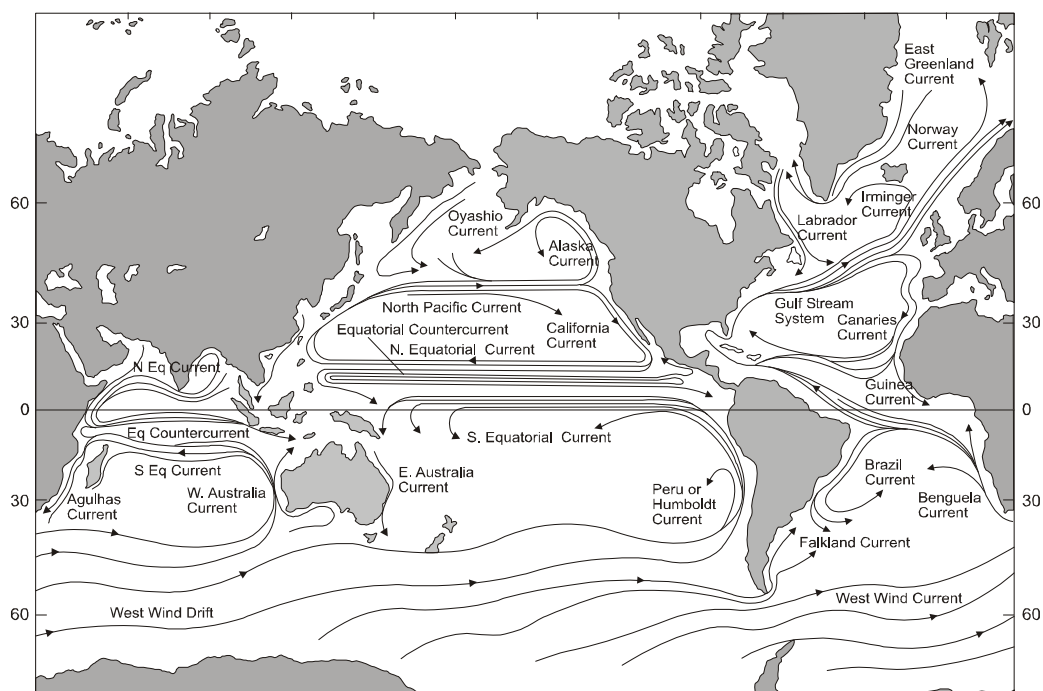 East
Greenland
Current
Norway
Current
60
60
Oyashio
Current
Irminger
Current
Labrador
Current
Alaska
Current
North Pacific Current
Gulf Stream
System
Canaries
Current
30
30
Equatorial Countercurrent
California
Current
N. Equatorial Current
N Eq Current
Guinea
Current
0
0
Eq Countercurrent
S. Equatorial Current
S Eq Current
Brazil
Current
E. Australia
Current
Agulhas
Current
W. Australia
Current
Peru or
Humboldt
Current
Benguela
Current
30
30
Falkland Current
West Wind Drift
West Wind Current
60
60